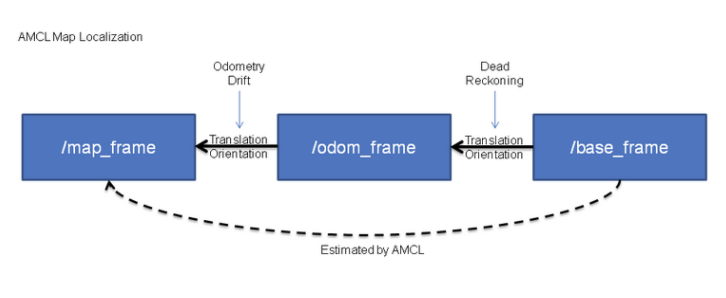 AMCL Map Localization
Odometry
Drift
Dead
Reckoning
/map_frame
Translation
Orientation
/odom_frame
Translation
Orientation
/base_frame
Estimated by AMCL